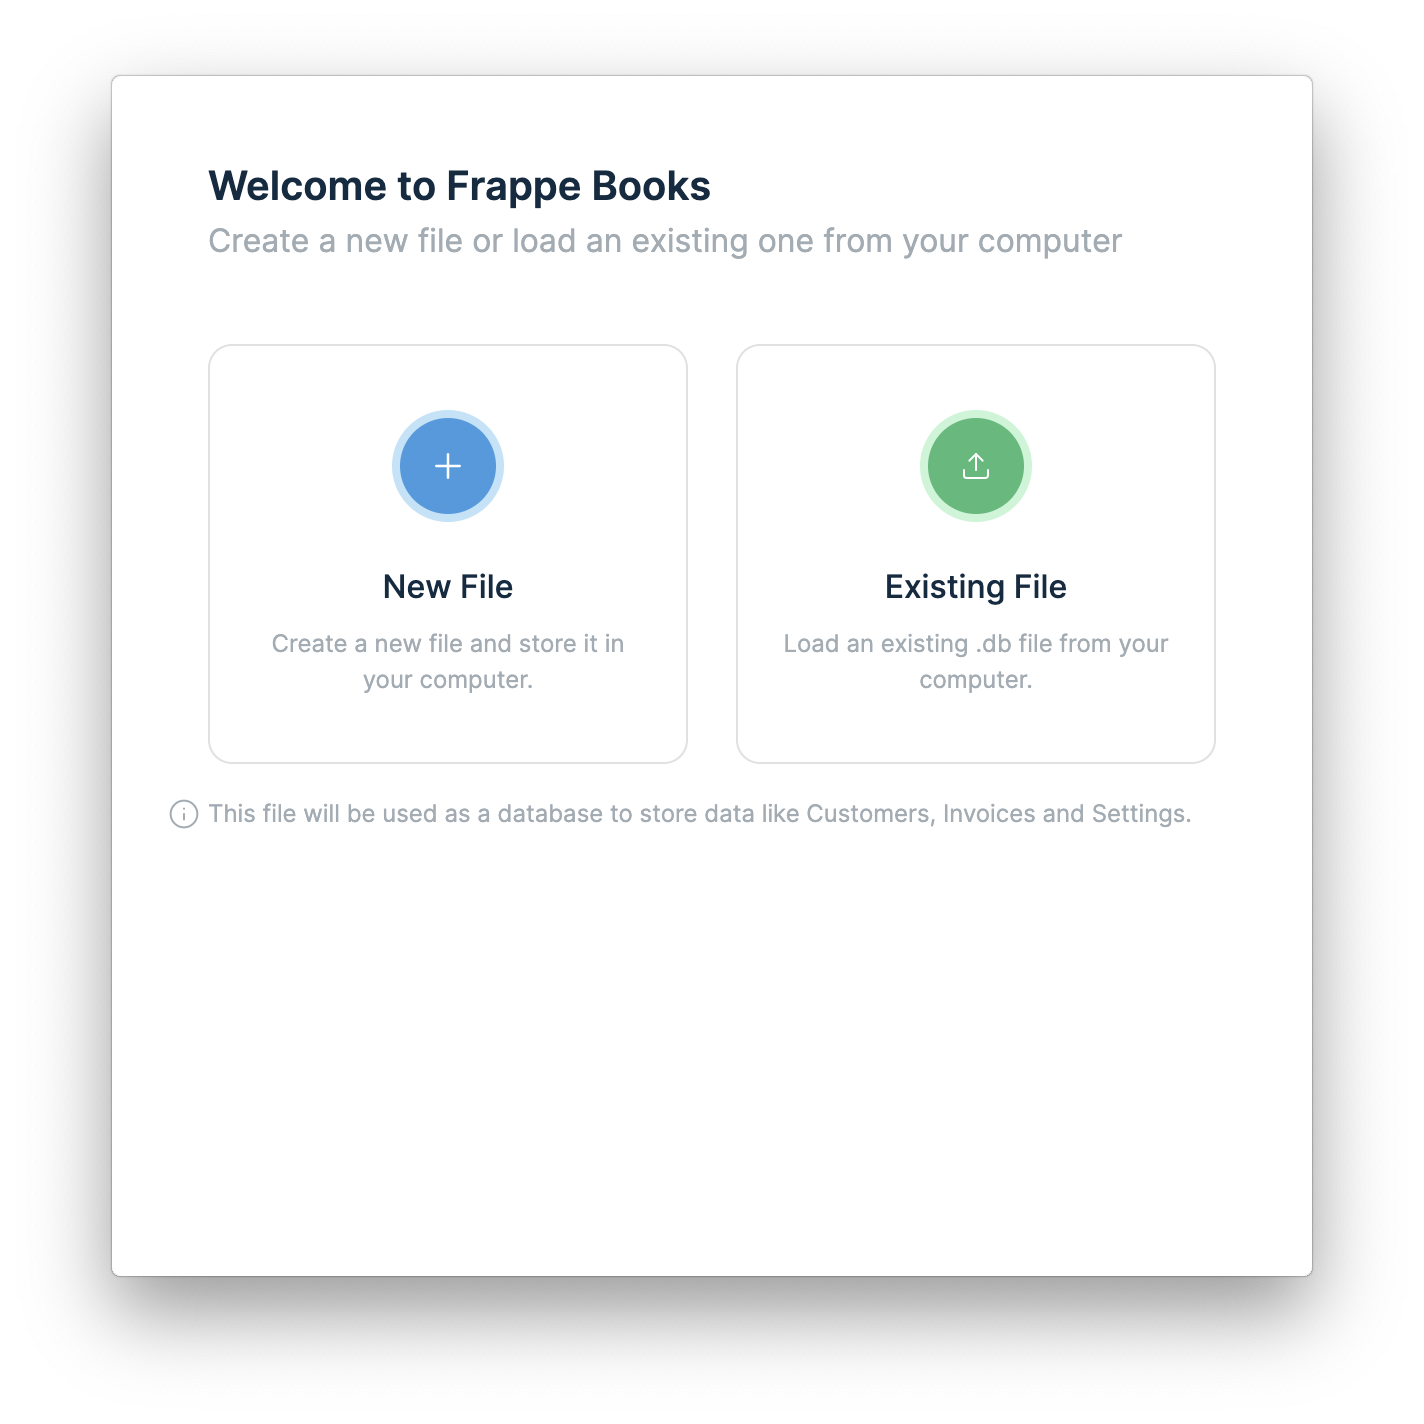 Welcome to Frappe Books
Create a new file or load an existing one from your computer
New File
Create a new file and store it in
your computer.
Existing File
Load an existing .db file from your
computer.
This file will be used as a database to store data like Customers, Invoices and Settings.